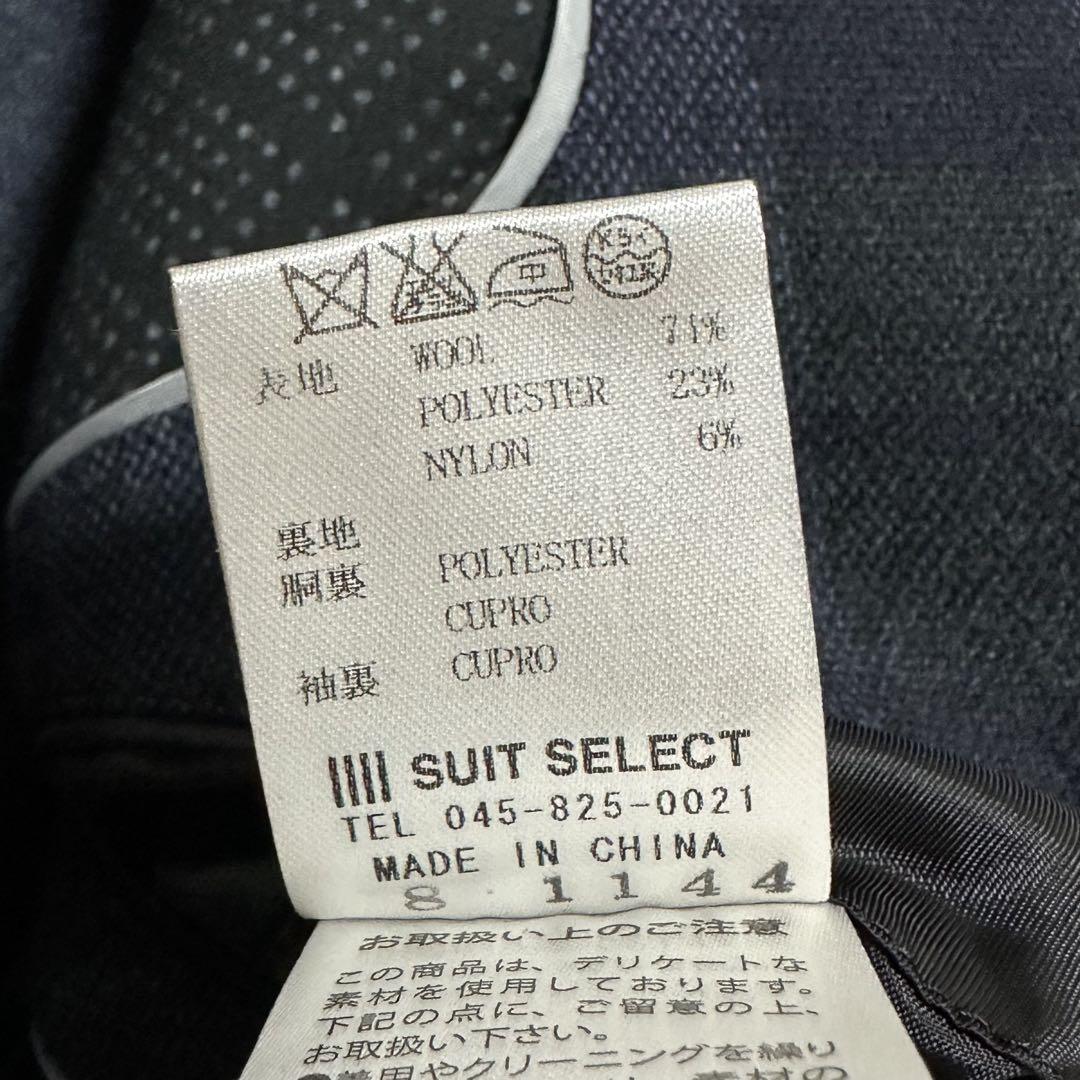 中
表地 WOOL 71%
POLYESTER 23%
NYLON 6%
裏地
胴裏 POLYESTER
CUPRO
袖裏 CUPRO
SUIT SELECT
TEL 045-825-0021
MADE IN CHINA
8 1144
お取扱い上のご注意
この商品は、デリケートな
素材を使用しております。
下記の点に、ご留意の上、
お取扱い下さい。
●着用やクリーニングを繰り